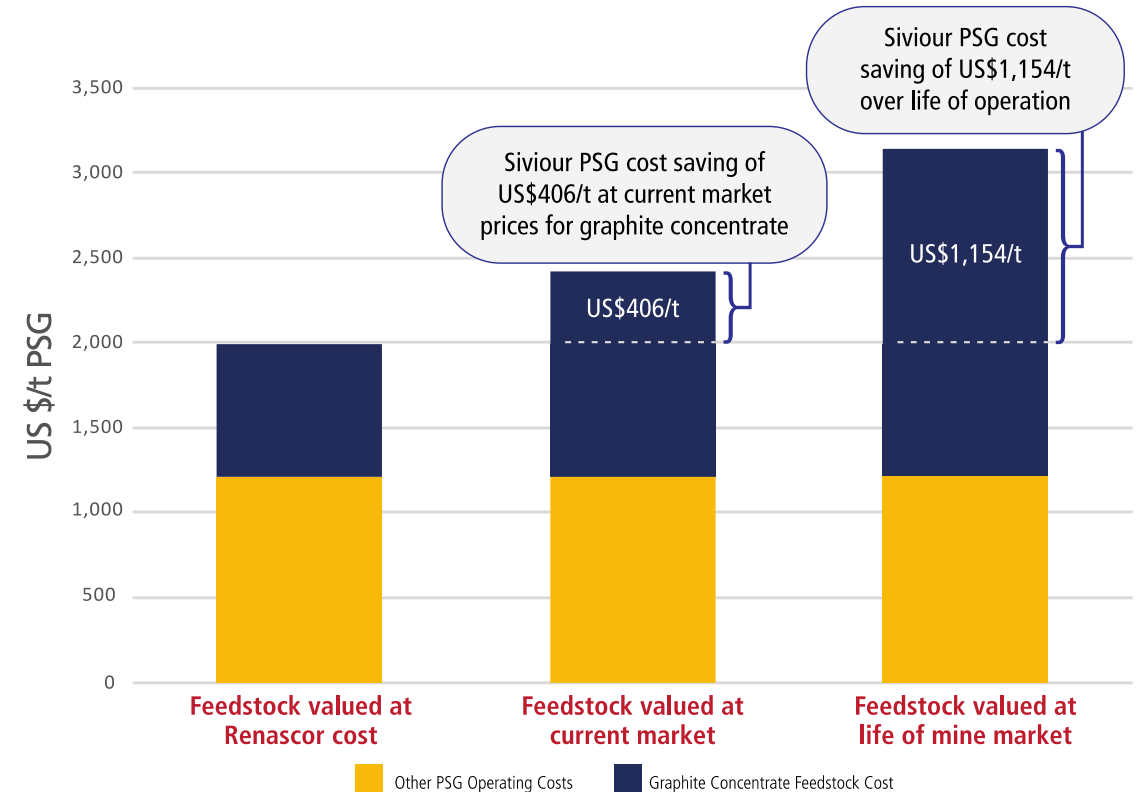 Siviour PSG cost
saving of US$1,154/t
over life of operation
Siviour PSG cost saving of
US$406/t at current market
prices for graphite concentrate
US $/t PSG
3,500
3,000
2,500
2,000
1,500
1,000
500
0
US$406/t
US$1,154/t
Feedstock valued at
Renascor cost
Feedstock valued at
current market
Feedstock valued at
life of mine market
Other PSG Operating Costs
Graphite Concentrate Feedstock Cost